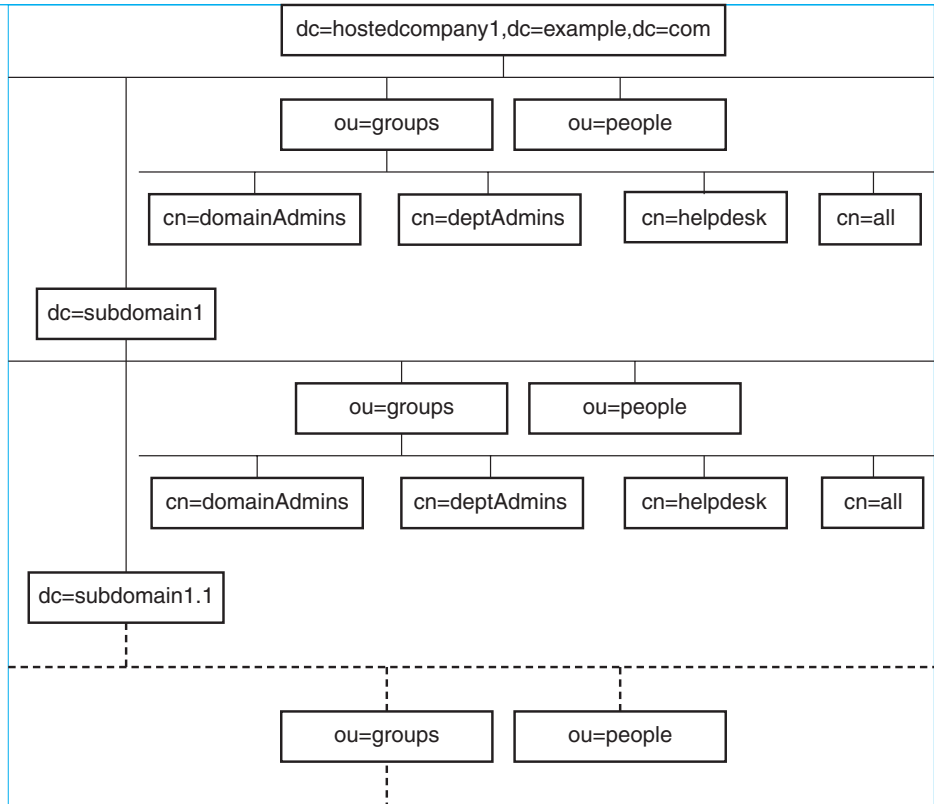 dc=hostedcompany1,dc=example,dc=com
ou=groups
ou=people
cn=domainAdmins
cn=deptAdmins
cn=helpdesk
cn=all
dc=subdomain1
ou=groups
ou=people
cn=domainAdmins
cn=deptAdmins
cn=helpdesk
cn=all
dc=subdomain1.1
ou=groups
ou=people